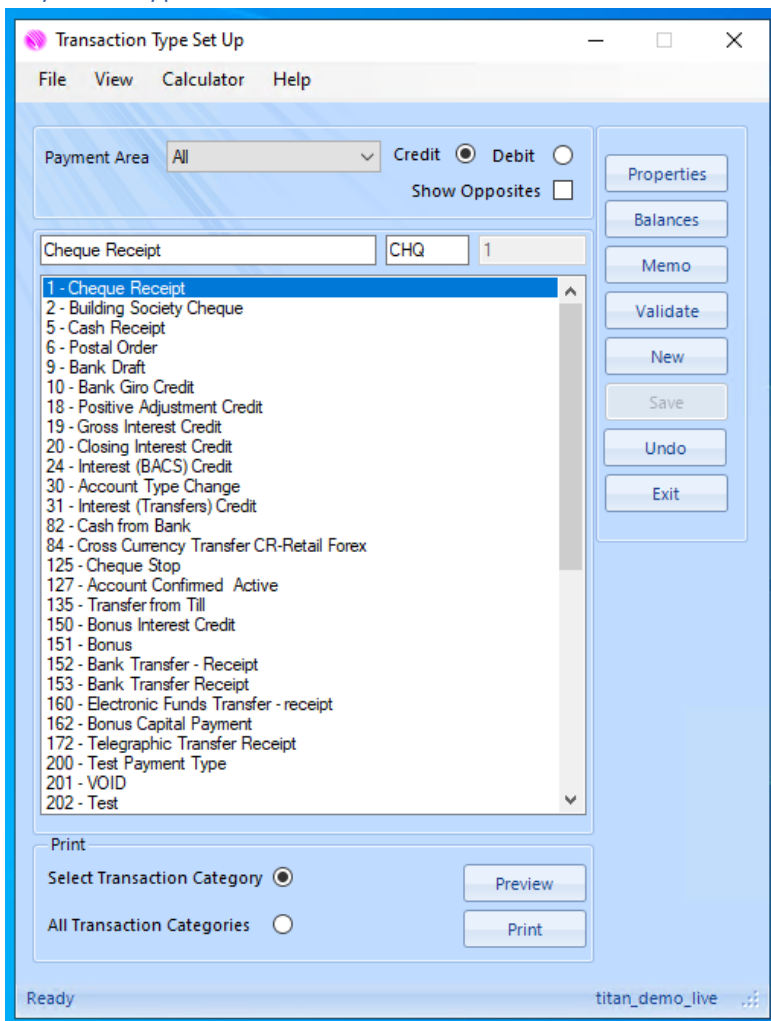 Transaction Type Set Up
File View Calculator Help
Payment Area All Credit Debit
Show Opposites
Properties
Balances
Memo
Validate
New
Save
Undo
Exit
Cheque Receipt CHQ 1
1 - Cheque Receipt
2 - Building Society Cheque
5 - Cash Receipt
6 - Postal Order
9 - Bank Draft
10 - Bank Giro Credit
18 - Positive Adjustment Credit
19 - Gross Interest Credit
20 - Closing Interest Credit
24 - Interest (BACS) Credit
30 - Account Type Change
31 - Interest (Transfers) Credit
82 - Cash from Bank
84 - Cross Currency Transfer CR-Retail Forex
125 - Cheque Stop
127 - Account Confirmed Active
135 - Transfer from Till
150 - Bonus Interest Credit
151 - Bonus
152 - Bank Transfer - Receipt
153 - Bank Transfer Receipt
160 - Electronic Funds Transfer - receipt
162 - Bonus Capital Payment
172 - Telegraphic Transfer Receipt
200 - Test Payment Type
201 - VOID
202 - Test
Print
Select Transaction Category
Preview
All Transaction Categories
Print
Ready titan_demo_live